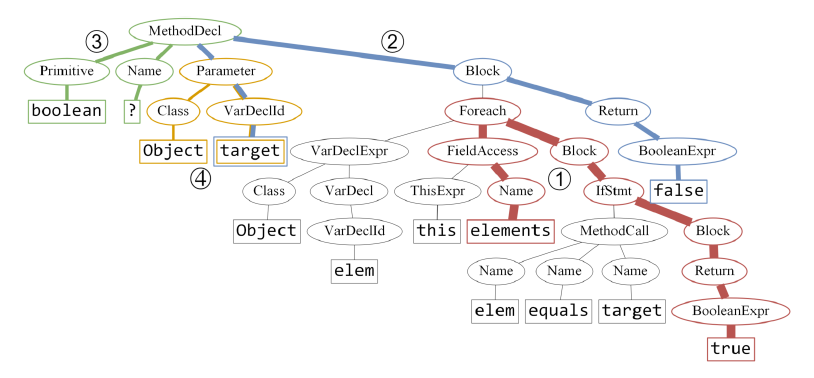 MethodDecl
③ ②
Primitive Name Parameter Block
boolean ? Class VarDeclId Foreach Return
Object target VarDeclExpr FieldAccess Block BooleanExpr
④ ①
Class VarDecl ThisExpr Name IfStmt false
Object VarDeclId this elements MethodCall Block
elem Name Name Name Return
elem equals target BooleanExpr
true